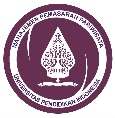 MANAJEMEN PEMASARAN PARIWISATA
UNIVERSITAS PENDIDIKAN INDONESIA